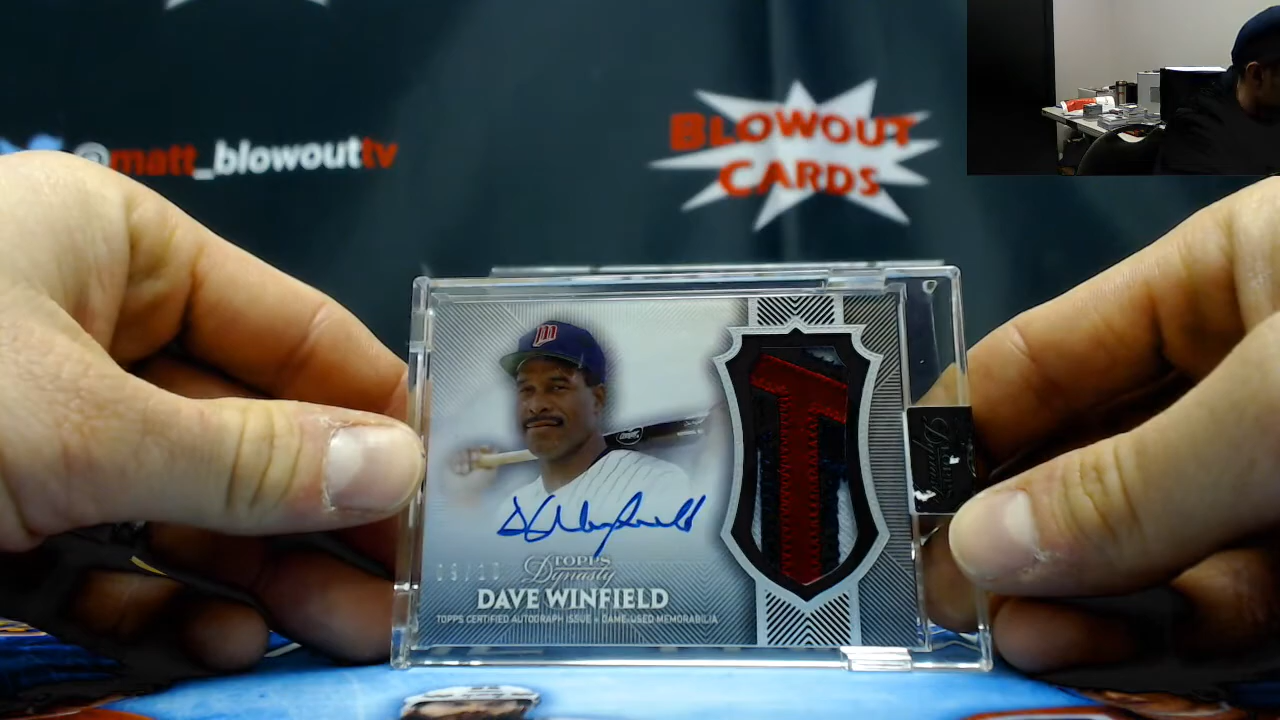 @matt_blowouttv
BLOWOUT
CARDS
TOPPS
Dynasty
DAVE WINFIELD
TOPPS CERTIFIED AUTOGRAPH ISSUE • GAME-USED MEMORABILIA